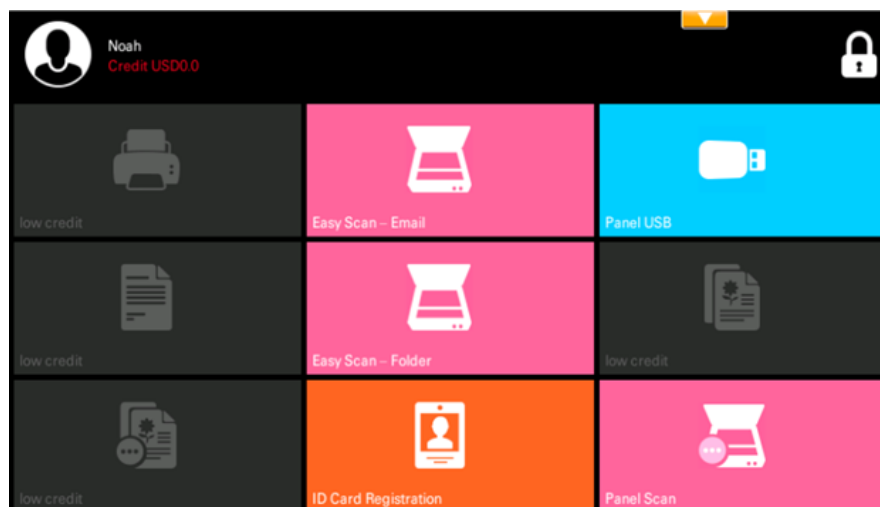 Noah
Credit USD0.0
low credit
Easy Scan – Email
Panel USB
low credit
Easy Scan – Folder
low credit
low credit
ID Card Registration
Panel Scan